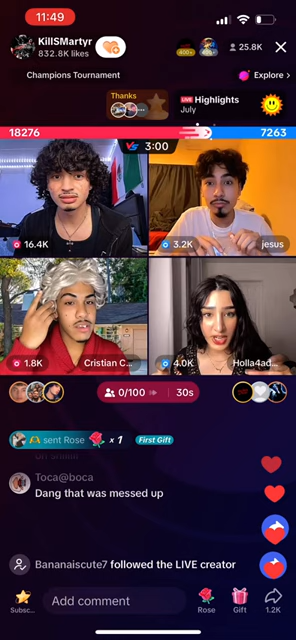 11:49
KillSMartyr
832.8K likes
400+
25.8K
Champions Tournament
Explore >
Thanks
LIVE Highlights
July
18276
VS 3:00
7263
16.4K
3.2K
jesus
1.8K
Cristian C...
4.0K
Holla4ad...
0/100
30s
sent Rose x 1 First Gift
Toca@boca
Dang that was messed up
Bananaiscute7 followed the LIVE creator
Subsc...
Add comment
Rose
Gift
1.2K